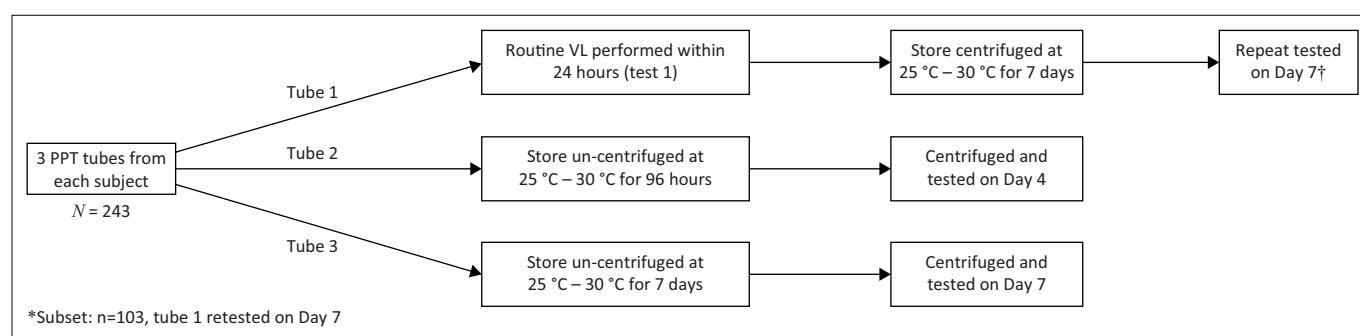 Routine VL performed within
24 hours (test 1)
Store centrifuged at
25 °C – 30 °C for 7 days
Repeat tested
on Day 7†
Tube 1
3 PPT tubes from
each subject
N = 243
Tube 2
Store un-centrifuged at
25 °C – 30 °C for 96 hours
Centrifuged and
tested on Day 4
Tube 3
Store un-centrifuged at
25 °C – 30 °C for 7 days
Centrifuged and
tested on Day 7
*Subset: n=103, tube 1 retested on Day 7